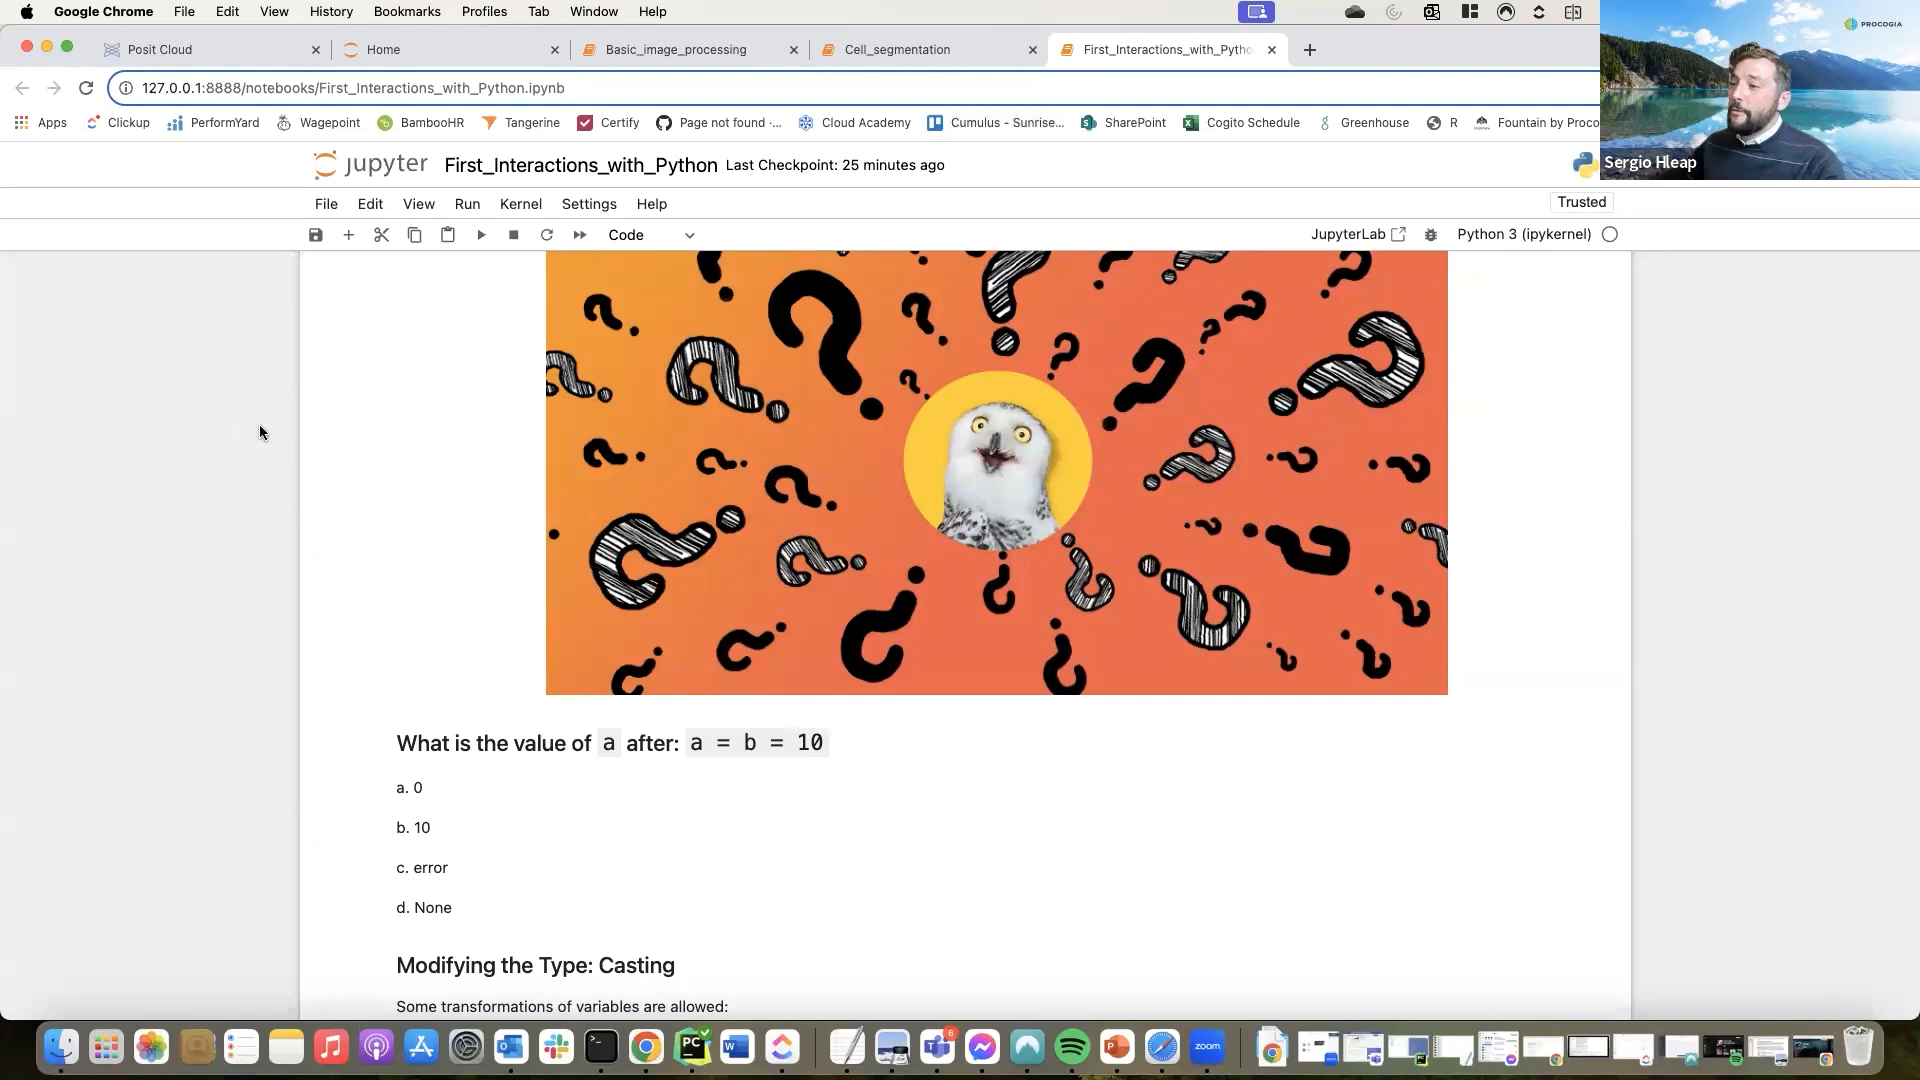 Google Chrome File Edit View History Bookmarks Profiles Tab Window Help
PROCOGIA
Posit Cloud Home Basic_image_processing Cell_segmentation First_Interactions_with_Pytho
127.0.0.1:8888/notebooks/First_Interactions_with_Python.ipynb
Apps Clickup PerformYard Wagepoint BambooHR Tangerine Certify Page not found ·... Cloud Academy Cumulus - Sunrise... SharePoint Cogito Schedule Greenhouse R Fountain by Proco
Sergio Hleap
jupyter First_Interactions_with_Python Last Checkpoint: 25 minutes ago
File Edit View Run Kernel Settings Help
Trusted
Code
JupyterLab Python 3 (ipykernel)
What is the value of a after: a = b = 10
a. 0
b. 10
c. error
d. None
Modifying the Type: Casting
Some transformations of variables are allowed:
PC
zoom